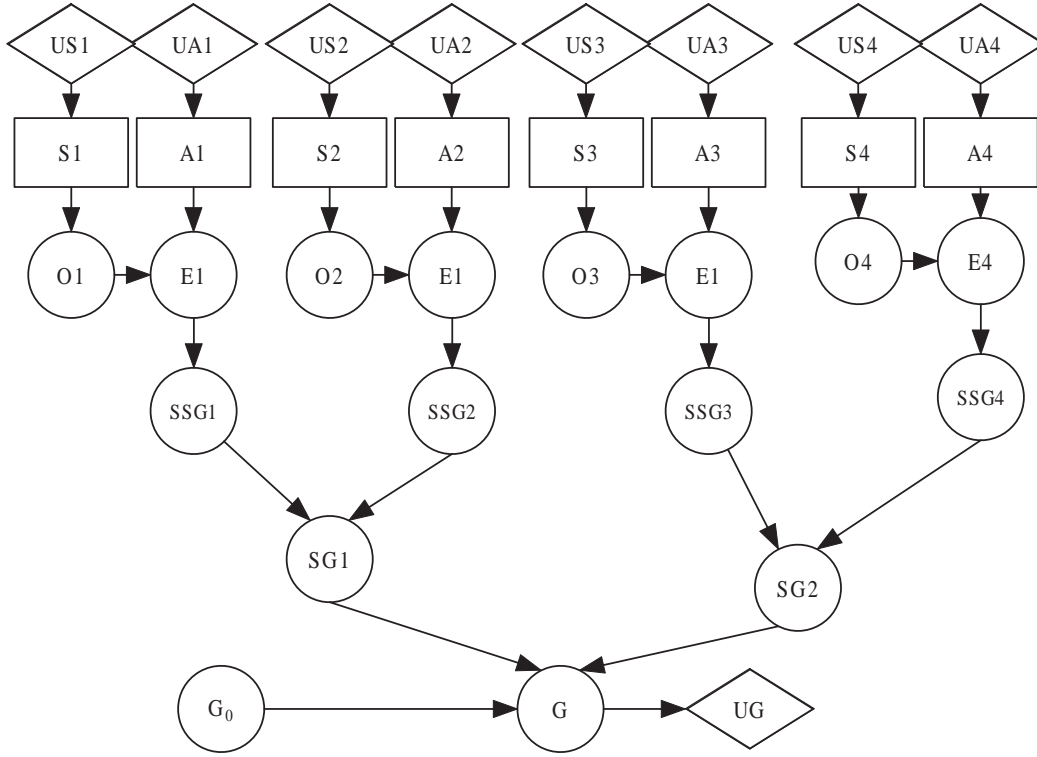 US1 UA1 US2 UA2 US3 UA3 US4 UA4
S1 A1 S2 A2 S3 A3 S4 A4
O1 E1 O2 E1 O3 E1 O4 E4
SSG1 SSG2 SSG3 SSG4
SG1 SG2
G₀ G UG